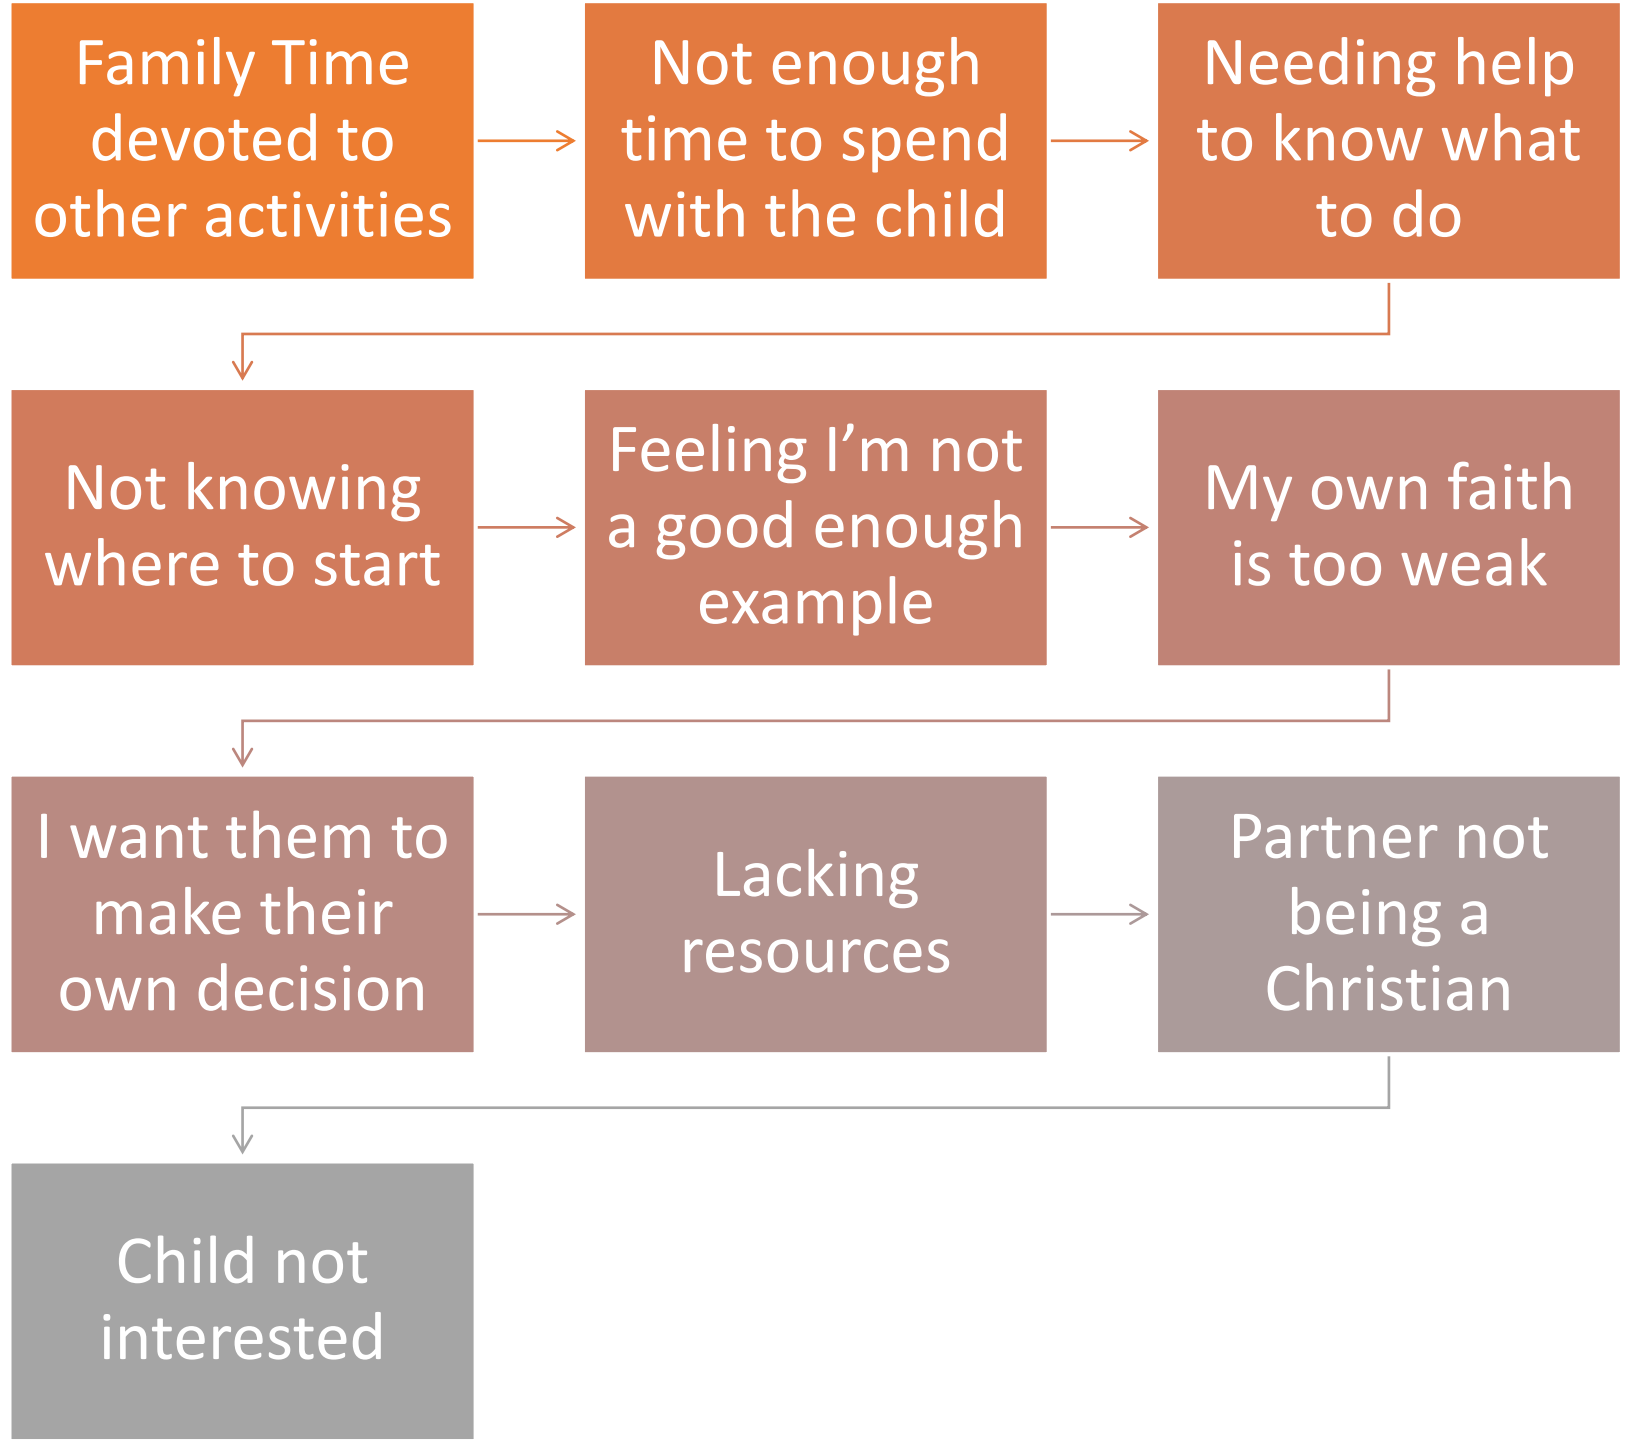 Family Time
devoted to
other activities
Not enough
time to spend
with the child
Needing help
to know what
to do
Not knowing
where to start
Feeling I’m not
a good enough
example
My own faith
is too weak
I want them to
make their
own decision
Lacking
resources
Partner not
being a
Christian
Child not
interested